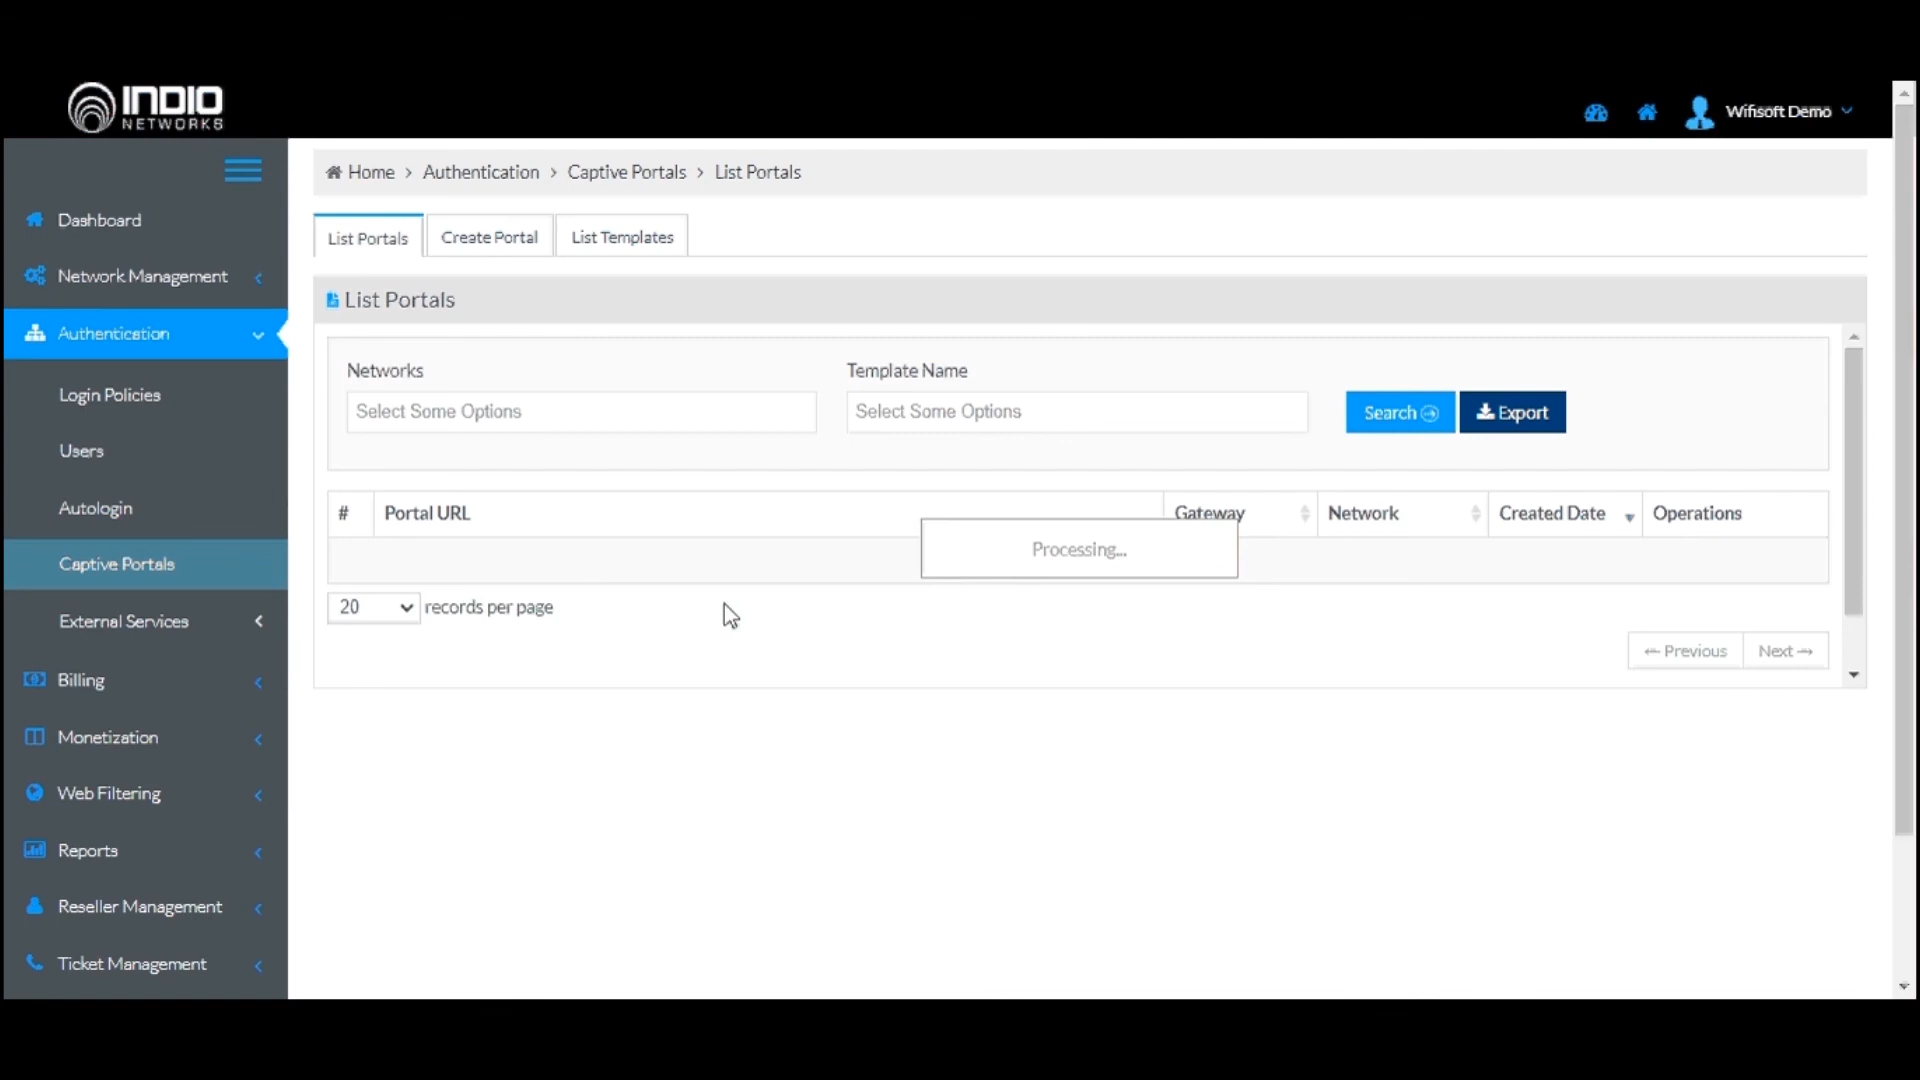 INDIO
NETWORKS
Wifisoft Demo
Home > Authentication > Captive Portals > List Portals
Dashboard
Network Management
Authentication
Login Policies
Users
Autologin
Captive Portals
External Services
Billing
Monetization
Web Filtering
Reports
Reseller Management
Ticket Management
List Portals Create Portal List Templates
List Portals
Networks Template Name
Select Some Options Select Some Options Search Export
# Portal URL Gateway Network Created Date Operations
Processing...
20 records per page
← Previous Next →